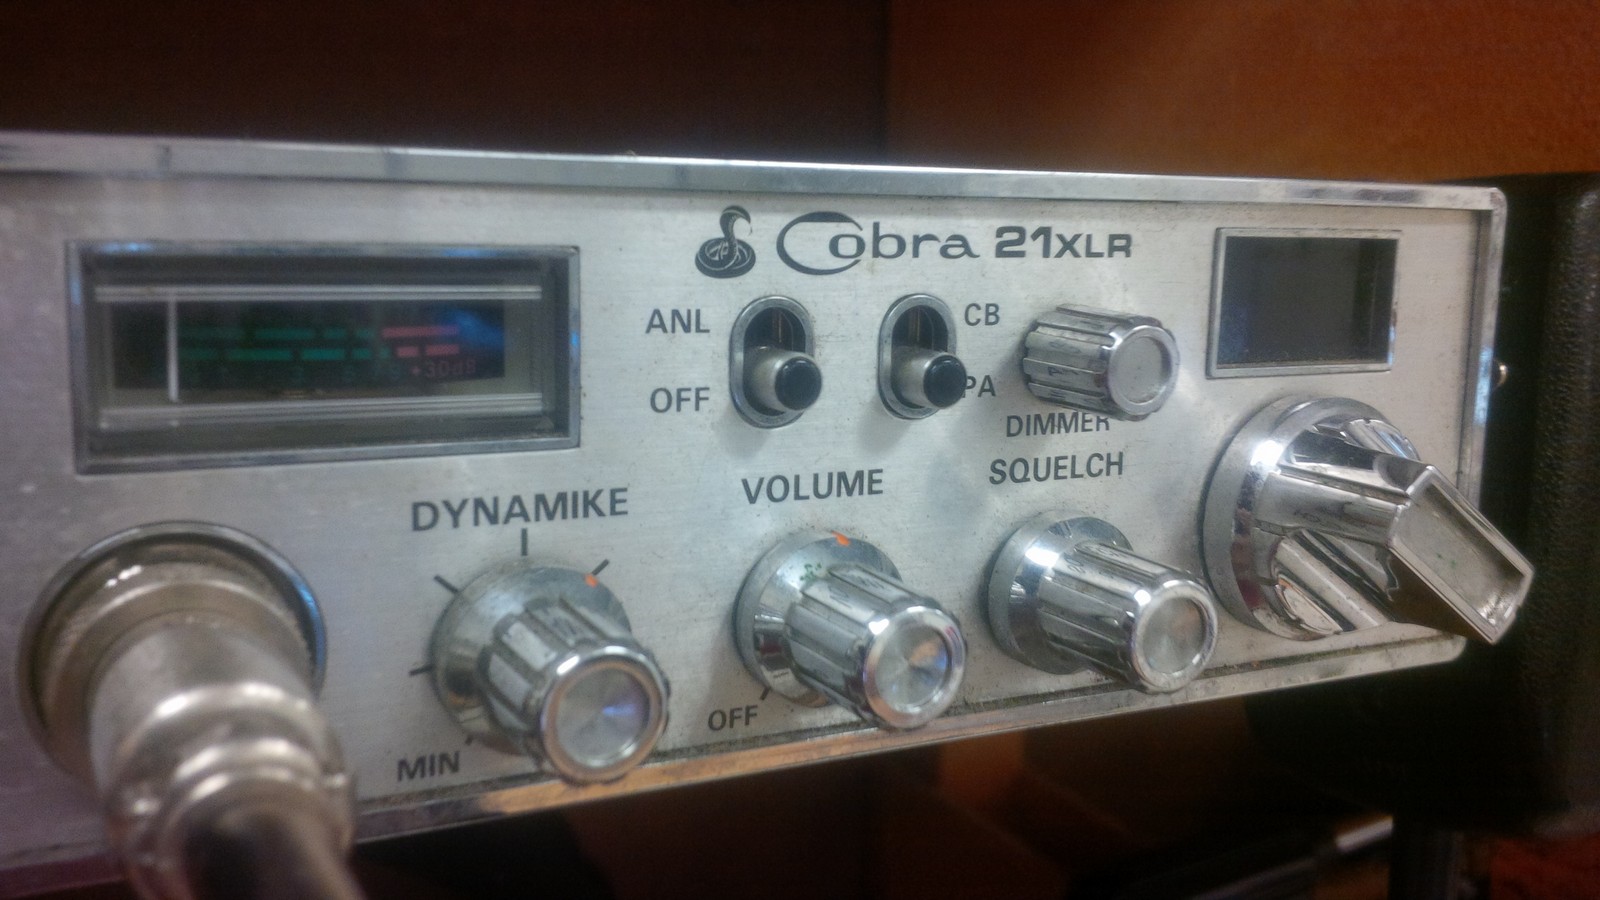 Cobra 21XLR
ANL
CB
+30dB
OFF
PA
DIMMER
DYNAMIKE
VOLUME
SQUELCH
OFF
MIN